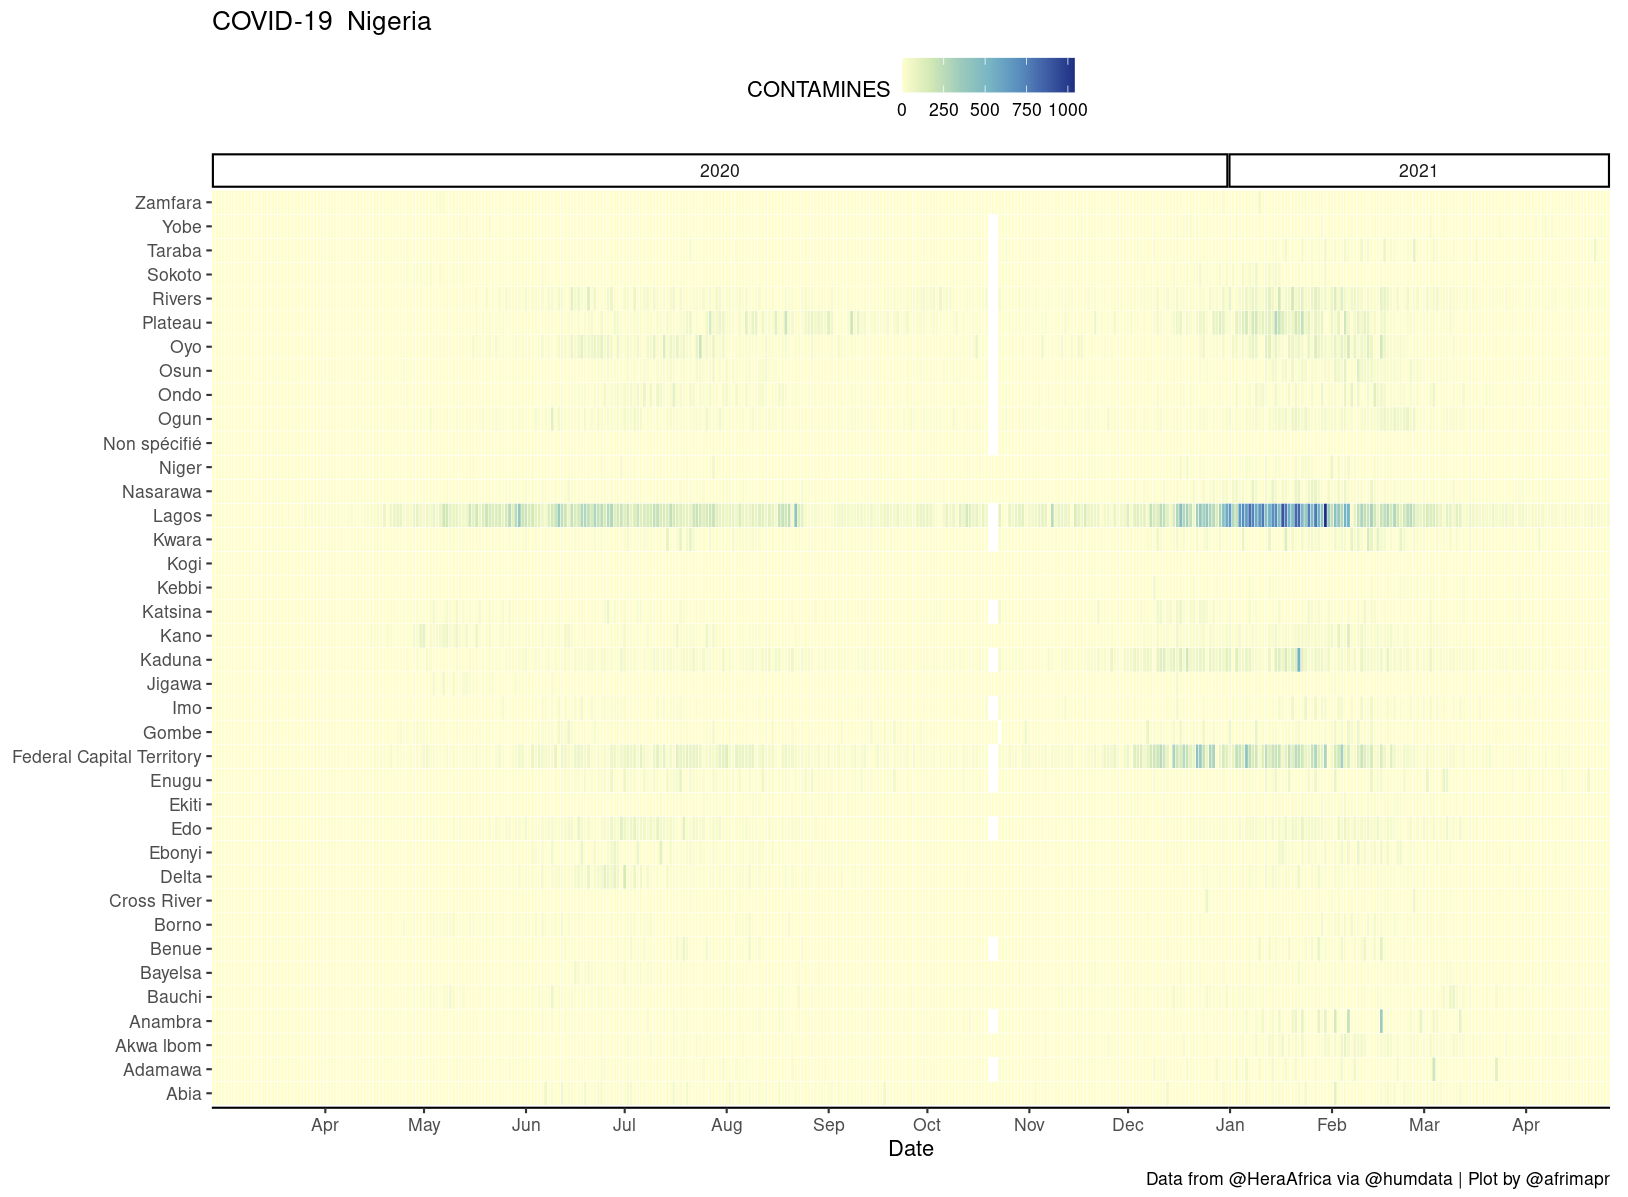 COVID-19 Nigeria
CONTAMINES
0 250 500 750 1000
2020 2021
Zamfara
Yobe
Taraba
Sokoto
Rivers
Plateau
Oyo
Osun
Ondo
Ogun
Non spécifié
Niger
Nasarawa
Lagos
Kwara
Kogi
Kebbi
Katsina
Kano
Kaduna
Jigawa
Imo
Gombe
Federal Capital Territory
Enugu
Ekiti
Edo
Ebonyi
Delta
Cross River
Borno
Benue
Bayelsa
Bauchi
Anambra
Akwa Ibom
Adamawa
Abia
Apr May Jun Jul Aug Sep Oct Nov Dec Jan Feb Mar Apr
Date
Data from @HeraAfrica via @humdata | Plot by @afrimapr